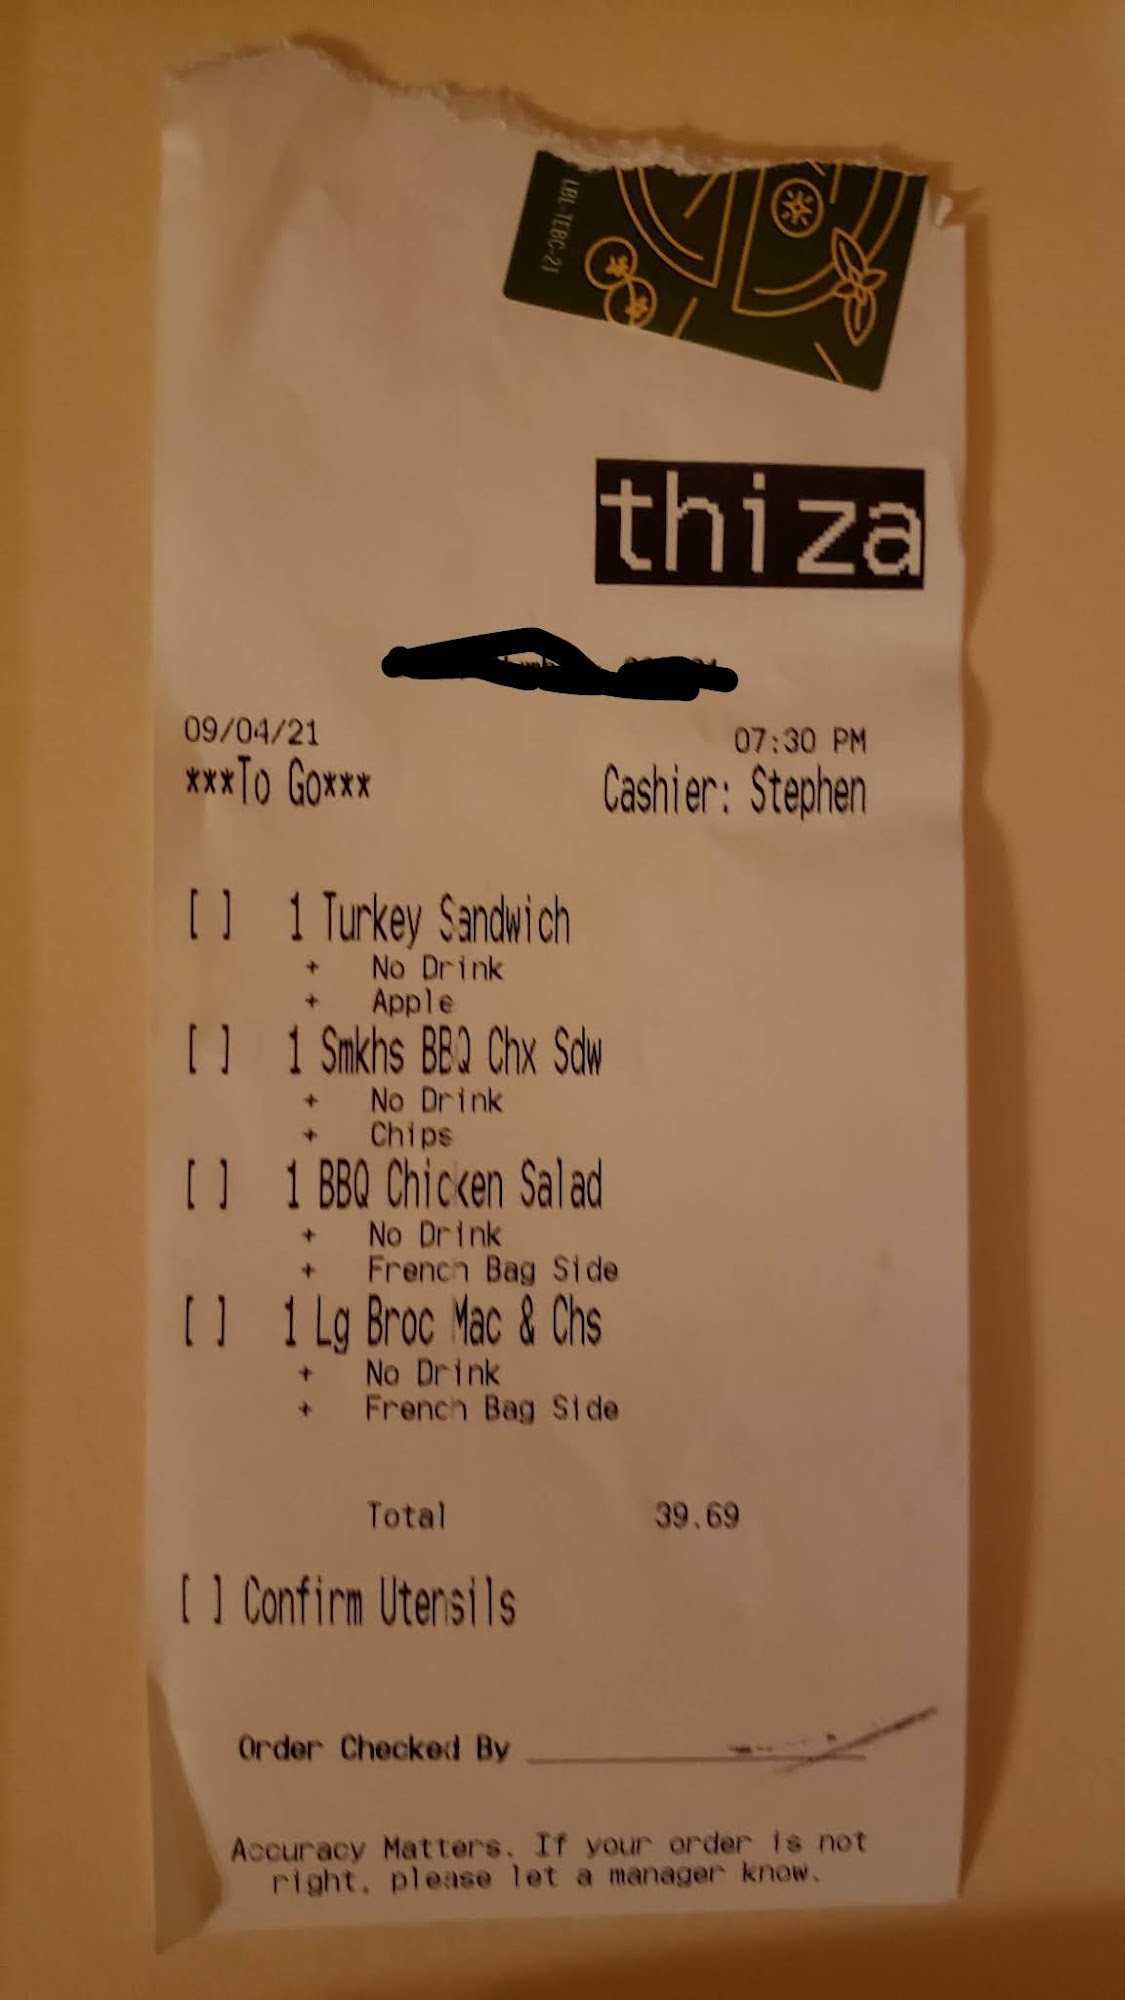 LBL-TEBC-21
thiza
09/04/21 07:30 PM
***To Go*** Cashier: Stephen
[ ] 1 Turkey Sandwich
+ No Drink
+ Apple
[ ] 1 Smkhs BBQ Chx Sdw
+ No Drink
+ Chips
[ ] 1 BBQ Chicken Salad
+ No Drink
+ French Bag Side
[ ] 1 Lg Broc Mac & Chs
+ No Drink
+ French Bag Side
Total 39.69
[ ] Confirm Utensils
Order Checked By
Accuracy Matters. If your order is not
right, please let a manager know.